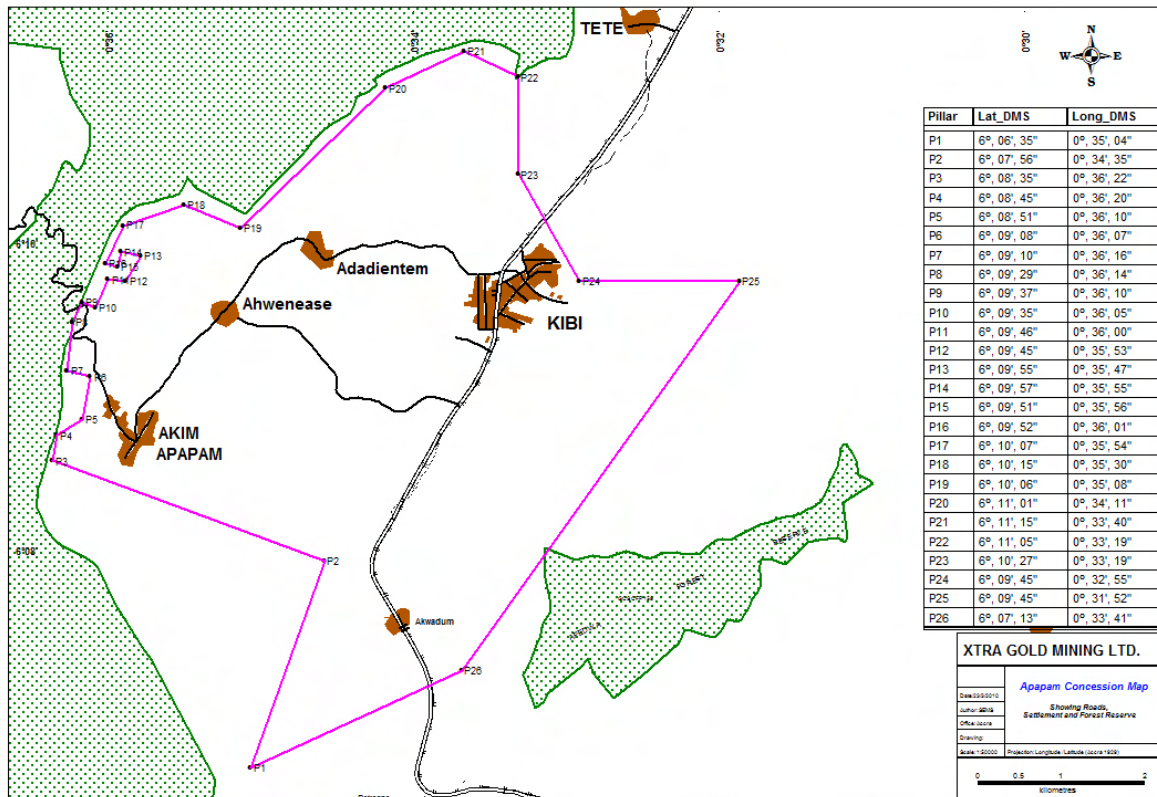 TETE
N
W E
S
0°36'
0°34'
0°32'
0°30'
P21
P22
P20
P23
P18
P17
P19
6°10'
P14
P13
P16
P15
P12
Adadientem
P24
P25
P9
P10
Ahwenease
KIBI
P7
P6
P5
P4
AKIM
APAPAM
P3
6°08'
P2
Akwadum
P26
P1
FOREST
Pillar Lat_DMS Long_DMS
P1 6°, 06', 35" 0°, 35', 04"
P2 6°, 07', 56" 0°, 34', 35"
P3 6°, 08', 35" 0°, 36', 22"
P4 6°, 08', 45" 0°, 36', 20"
P5 6°, 08', 51" 0°, 36', 10"
P6 6°, 09', 08" 0°, 36', 07"
P7 6°, 09', 10" 0°, 36', 16"
P8 6°, 09', 29" 0°, 36', 14"
P9 6°, 09', 37" 0°, 36', 10"
P10 6°, 09', 35" 0°, 36', 05"
P11 6°, 09', 46" 0°, 36', 00"
P12 6°, 09', 45" 0°, 35', 53"
P13 6°, 09', 55" 0°, 35', 47"
P14 6°, 09', 57" 0°, 35', 55"
P15 6°, 09', 51" 0°, 35', 56"
P16 6°, 09', 52" 0°, 36', 01"
P17 6°, 10', 07" 0°, 35', 54"
P18 6°, 10', 15" 0°, 35', 30"
P19 6°, 10', 06" 0°, 35', 08"
P20 6°, 11', 01" 0°, 34', 11"
P21 6°, 11', 15" 0°, 33', 40"
P22 6°, 11', 05" 0°, 33', 19"
P23 6°, 10', 27" 0°, 33', 19"
P24 6°, 09', 45" 0°, 32', 55"
P25 6°, 09', 45" 0°, 31', 52"
P26 6°, 07', 13" 0°, 33', 41"
XTRA GOLD MINING LTD.
Apapam Concession Map
Showing Roads,
Settlement and Forest Reserve
Office: Accra
Drawing:
Scale: 1:50000 Projection: Longitude / Latitude (Accra 1929)
0 0.5 1 2
kilometres